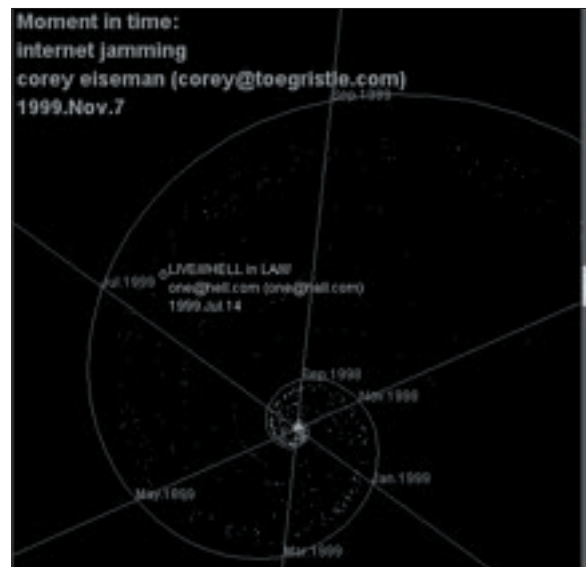 Moment in time:
internet jamming
corey eiseman (corey@toegristle.com)
1999.Nov.7
Sep.1999
Jul.1999
LIVE@HELL in LAW
one@hell.com (one@hell.com)
1999.Jul.14
Sep.1998
Nov.1998
Jan.1999
May.1999
Mar.1999